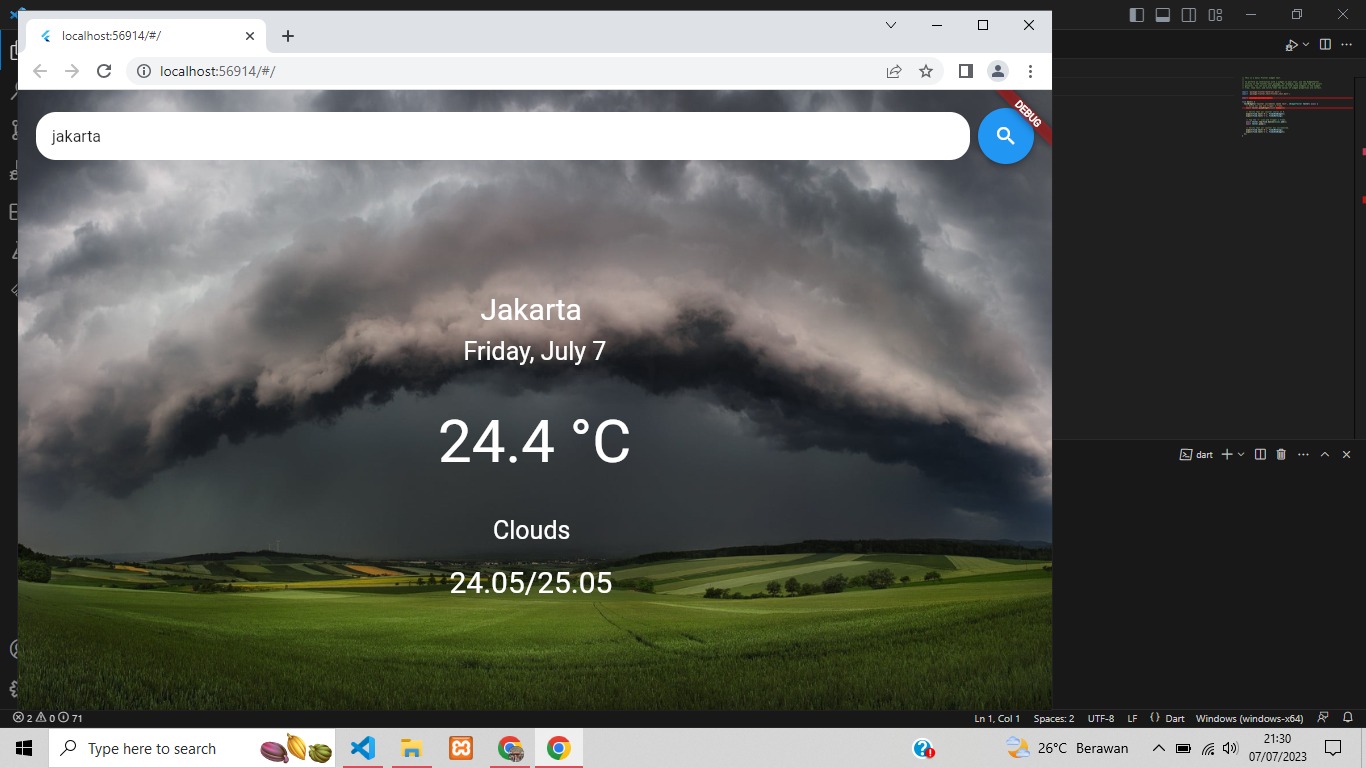 localhost:56914/#/
localhost:56914/#/
DEBUG
jakarta
Jakarta
Friday, July 7
24.4 °C
Clouds
24.05/25.05
dart
2 0 71
Ln 1, Col 1
Spaces: 2
UTF-8
LF
{} Dart
Windows (windows-x64)
Type here to search
26°C Berawan
21:30
07/07/2023